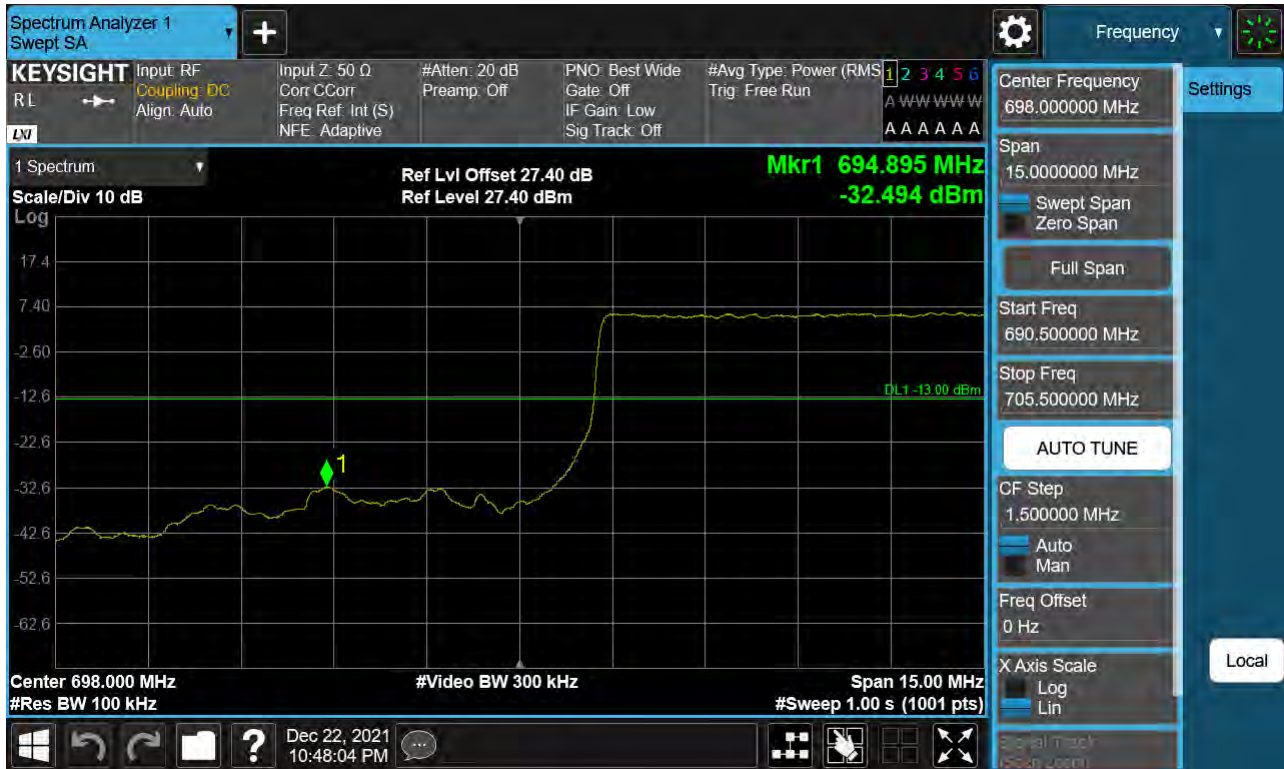 Spectrum Analyzer 1
Swept SA
+
Frequency
KEYSIGHT
RL
LXI
Input: RF
Coupling: DC
Align: Auto
Input Z: 50 Ω
Corr CCorr
Freq Ref: Int (S)
NFE: Adaptive
#Atten: 20 dB
Preamp: Off
PNO: Best Wide
Gate: Off
IF Gain: Low
Sig Track: Off
#Avg Type: Power (RMS
Trig: Free Run
1 2 3 4 5 6
A W W W W W
A A A A A A
1 Spectrum
Scale/Div 10 dB
Ref Lvl Offset 27.40 dB
Ref Level 27.40 dBm
Mkr1 694.895 MHz
-32.494 dBm
Log
17.4
7.40
-2.60
-12.6
-22.6
-32.6
-42.6
-52.6
-62.6
DL1 -13.00 dBm
1
Center 698.000 MHz
#Res BW 100 kHz
#Video BW 300 kHz
Span 15.00 MHz
#Sweep 1.00 s (1001 pts)
Center Frequency
698.000000 MHz
Settings
Span
15.0000000 MHz
Swept Span
Zero Span
Full Span
Start Freq
690.500000 MHz
Stop Freq
705.500000 MHz
AUTO TUNE
CF Step
1.500000 MHz
Auto
Man
Freq Offset
0 Hz
X Axis Scale
Log
Lin
Local
Signal Track
(Span Zoom)
?
Dec 22, 2021
10:48:04 PM